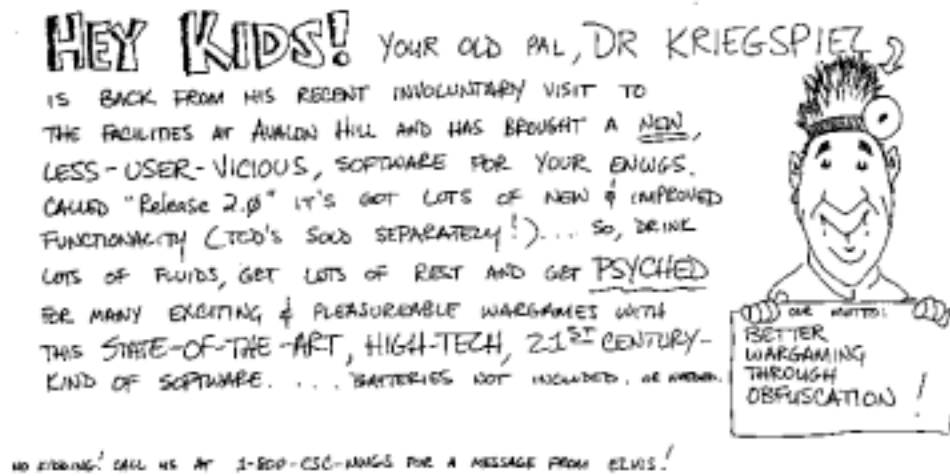 HEY KIDS! YOUR OLD PAL, DR KRIEGSPIEL
IS BACK FROM HIS RECENT INVOLUNTARY VISIT TO
THE FACILITIES AT AVALON HILL AND HAS BROUGHT A NEW,
LESS-USER-VICIOUS, SOFTWARE FOR YOUR ENWGS.
CALLED "Release 2.0" IT'S GOT LOTS OF NEW & IMPROVED
FUNCTIONALITY (TCD'S SOLD SEPARATELY!).... SO, DRINK
LOTS OF FLUIDS, GET LOTS OF REST AND GET PSYCHED
FOR MANY EXCITING & PLEASUREABLE WARGAMES WITH
THIS STATE-OF-THE-ART, HIGH-TECH, 21ST CENTURY-
KIND OF SOFTWARE. .... BATTERIES NOT INCLUDED. OR NEEDED.
OUR MOTTO:
BETTER
WARGAMING
THROUGH
OBFUSCATION!
NO KIDDING! CALL US AT 1-800-CSC-NWGS FOR A MESSAGE FROM ELVIS!